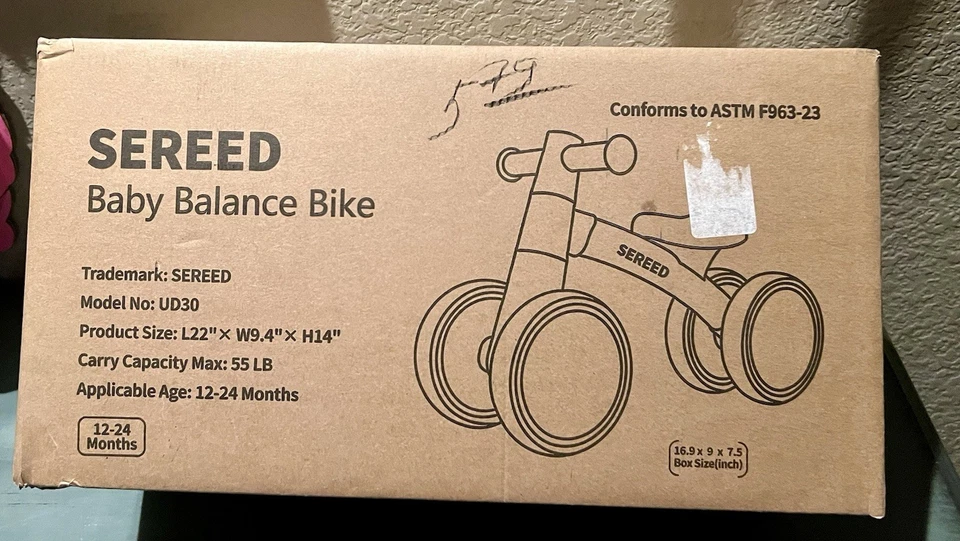 5-79
Conforms to ASTM F963-23
SEREED
Baby Balance Bike
SEREED
Trademark: SEREED
Model No: UD30
Product Size: L22"× W9.4"× H14"
Carry Capacity Max: 55 LB
Applicable Age: 12-24 Months
12-24
Months
16.9 x 9 x 7.5
Box Size(inch)